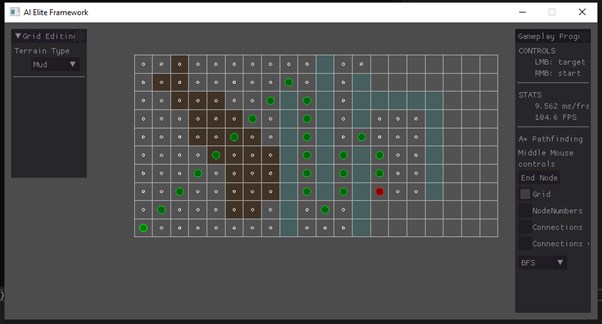 AI Elite Framework
Grid Editing
Terrain Type
Mud
Gameplay Prog
CONTROLS
LMB: target
RMB: start
STATS
9.562 ms/fra
104.6 FPS
A* Pathfinding
Middle Mouse
controls
End Node
Grid
NodeNumbers
Connections
Connections
BFS